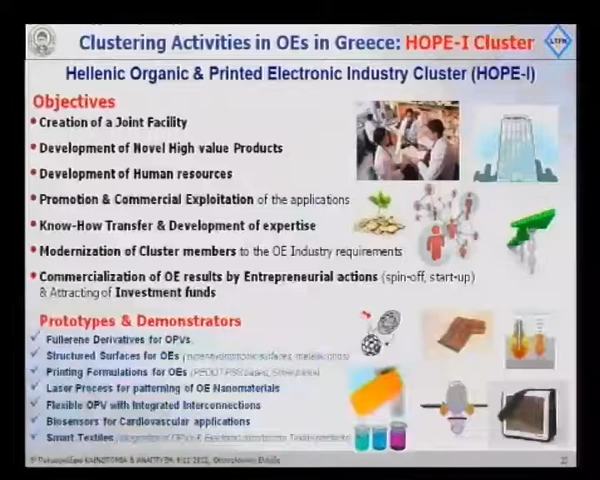 Clustering Activities in OEs in Greece: HOPE-I Cluster
LTFN
Hellenic Organic & Printed Electronic Industry Cluster (HOPE-I)
Objectives
Creation of a Joint Facility
Development of Novel High value Products
Development of Human resources
Promotion & Commercial Exploitation of the applications
Know-How Transfer & Development of expertise
Modernization of Cluster members to the OE Industry requirements
Commercialization of OE results by Entrepreneurial actions (spin-off, start-up)
& Attracting of Investment funds
Prototypes & Demonstrators
Fullerene Derivatives for OPVs
Structured Surfaces for OEs
Printing Formulations for OEs
Laser Process for patterning of OE Nanomaterials
Flexible OPV with Integrated Interconnections
Biosensors for Cardiovascular applications
Smart Textiles
ΚΑΙΝΟΤΟΜΙΑ & ΑΝΑΠΤΥΞΗ